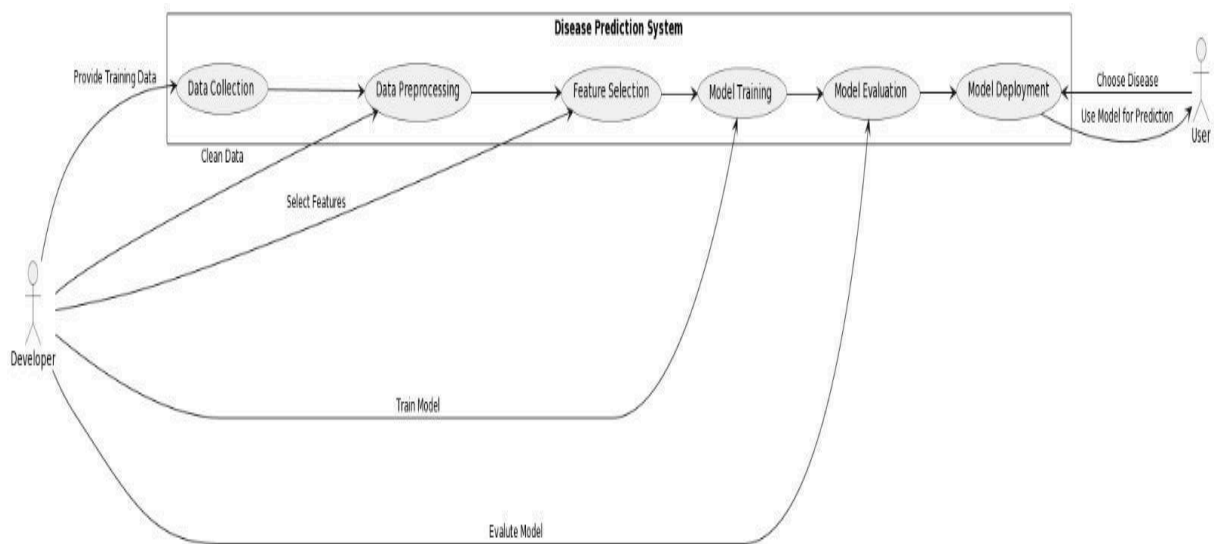 Disease Prediction System
Provide Training Data
Data Collection
Data Preprocessing
Feature Selection
Model Training
Model Evaluation
Model Deployment
Choose Disease
Use Model for Prediction
User
Clean Data
Select Features
Developer
Train Model
Evalute Model